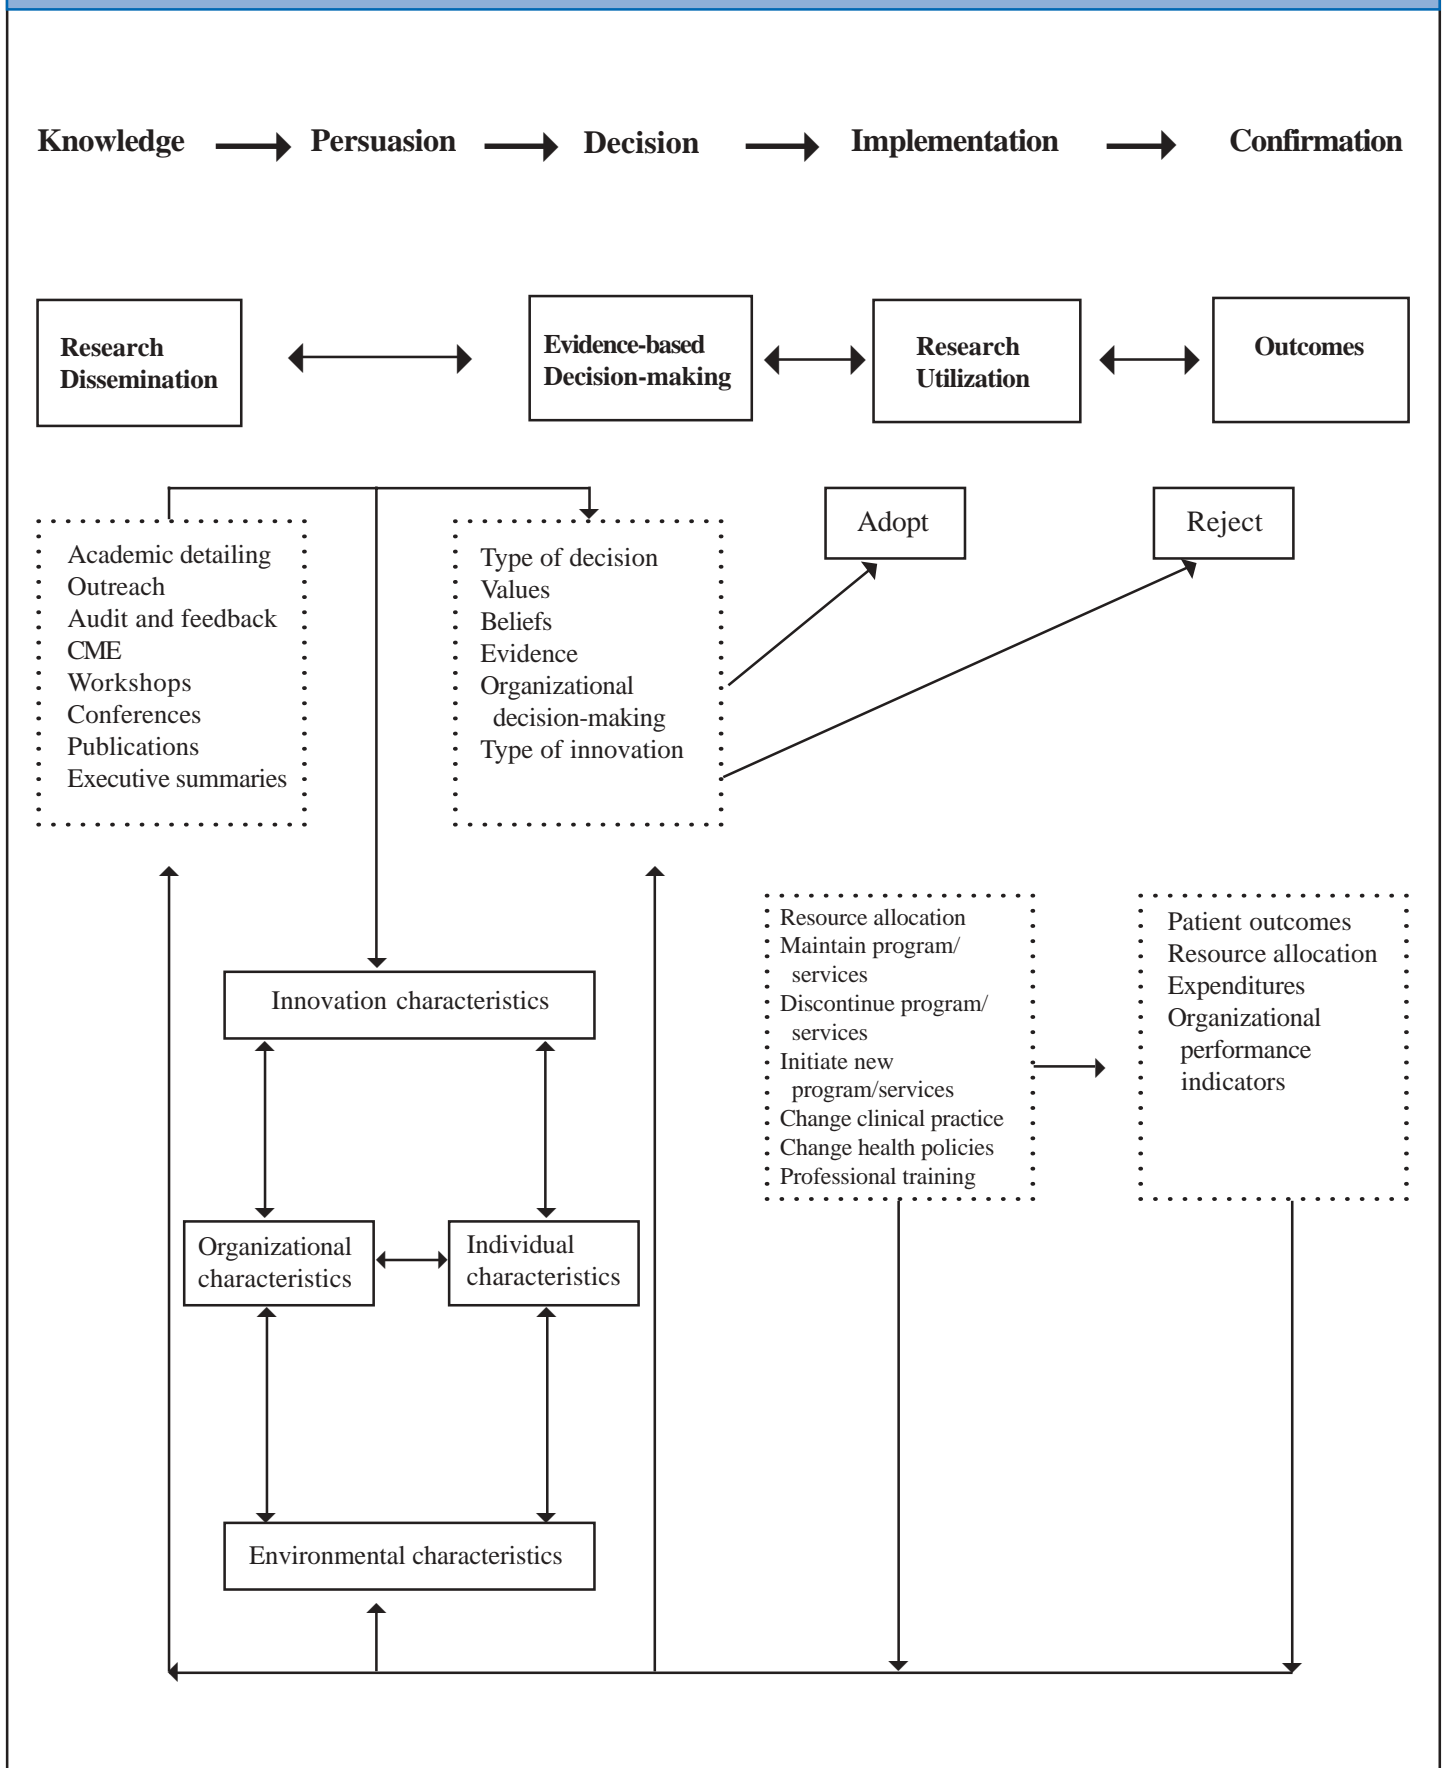 Knowledge Persuasion Decision Implementation Confirmation
Research
Dissemination
Evidence-based
Decision-making
Research
Utilization
Outcomes
Academic detailing
Outreach
Audit and feedback
CME
Workshops
Conferences
Publications
Executive summaries
Type of decision
Values
Beliefs
Evidence
Organizational
decision-making
Type of innovation
Adopt
Reject
Innovation characteristics
Organizational
characteristics
Individual
characteristics
Environmental characteristics
Resource allocation
Maintain program/
services
Discontinue program/
services
Initiate new
program/services
Change clinical practice
Change health policies
Professional training
Patient outcomes
Resource allocation
Expenditures
Organizational
performance
indicators